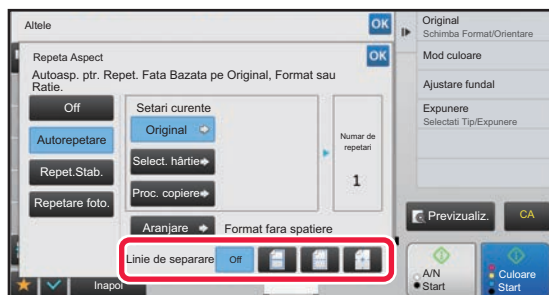 Altele
OK
Repeta Aspect
OK
Autoasp. ptr. Repet. Fata Bazata pe Original, Format sau
Ratie.
Off
Autorepetare
Repet.Stab.
Repetare foto.
Setari curente
Original
Select. hârtie
Proc. copiere
Numar de
repetari
1
Aranjare
Format fara spatiere
Linie de separare
Off
Inapoi
Original
Schimba Format/Orientare
Mod culoare
Ajustare fundal
Expunere
Selectati Tip/Expunere
Previzualiz.
CA
A/N
Start
Culoare
Start